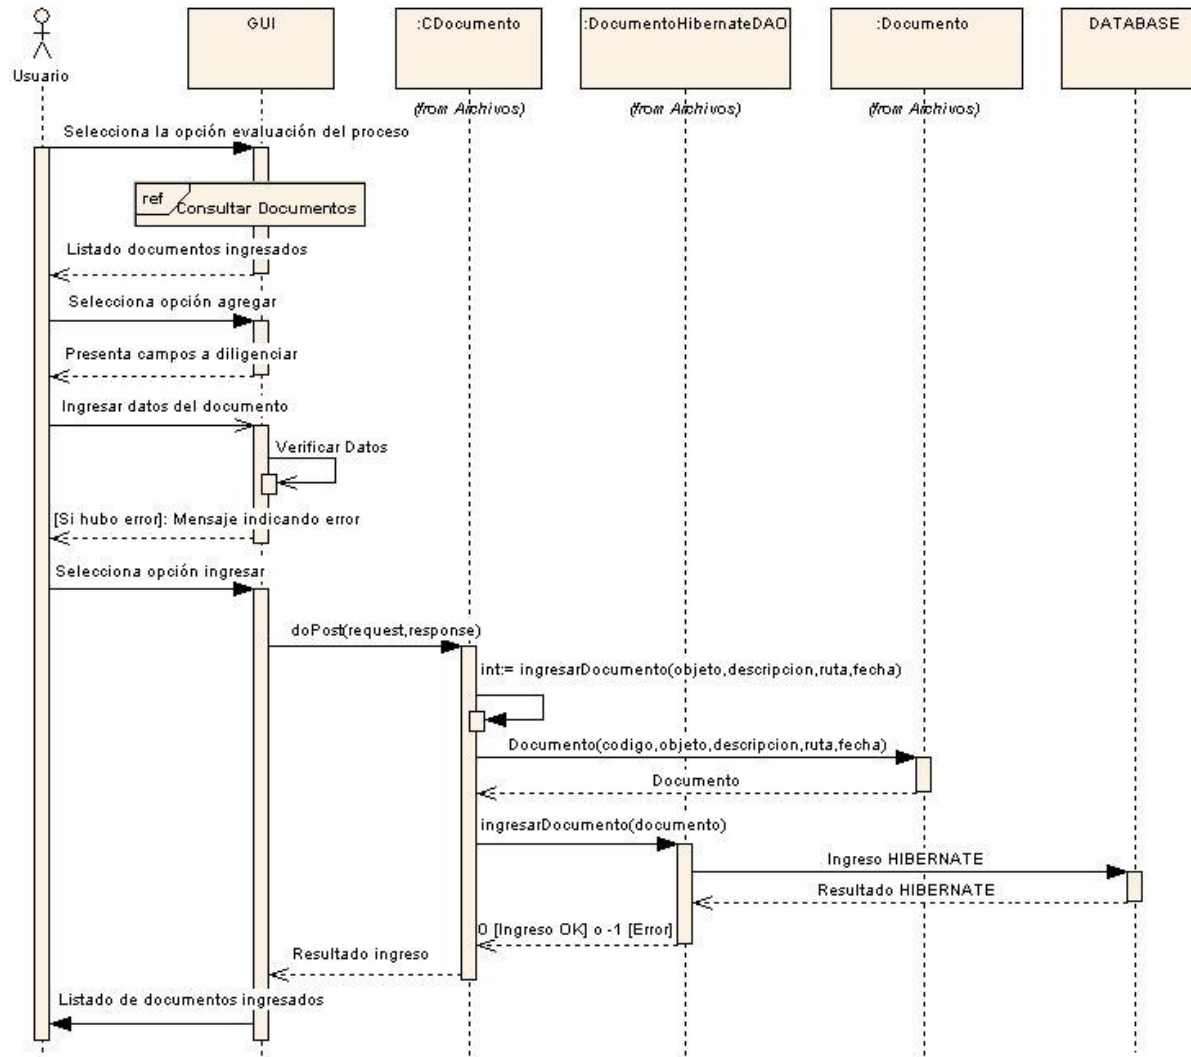 GUI
:CDocumento
:DocumentoHibernateDAO
:Documento
DATABASE
Usuario
(from Archivos)
(from Archivos)
(from Archivos)
Selecciona la opción evaluación del proceso
ref
Consultar Documentos
Listado documentos ingresados
Selecciona opción agregar
Presenta campos a diligenciar
Ingresar datos del documento
Verificar Datos
[Si hubo error]: Mensaje indicando error
Selecciona opción ingresar
doPost(request,response)
int:= ingresarDocumento(objeto,descripcion,ruta,fecha)
Documento(codigo,objeto,descripcion,ruta,fecha)
Documento
ingresarDocumento(documento)
Ingreso HIBERNATE
Resultado HIBERNATE
0 [Ingreso OK] o -1 [Error]
Resultado ingreso
Listado de documentos ingresados